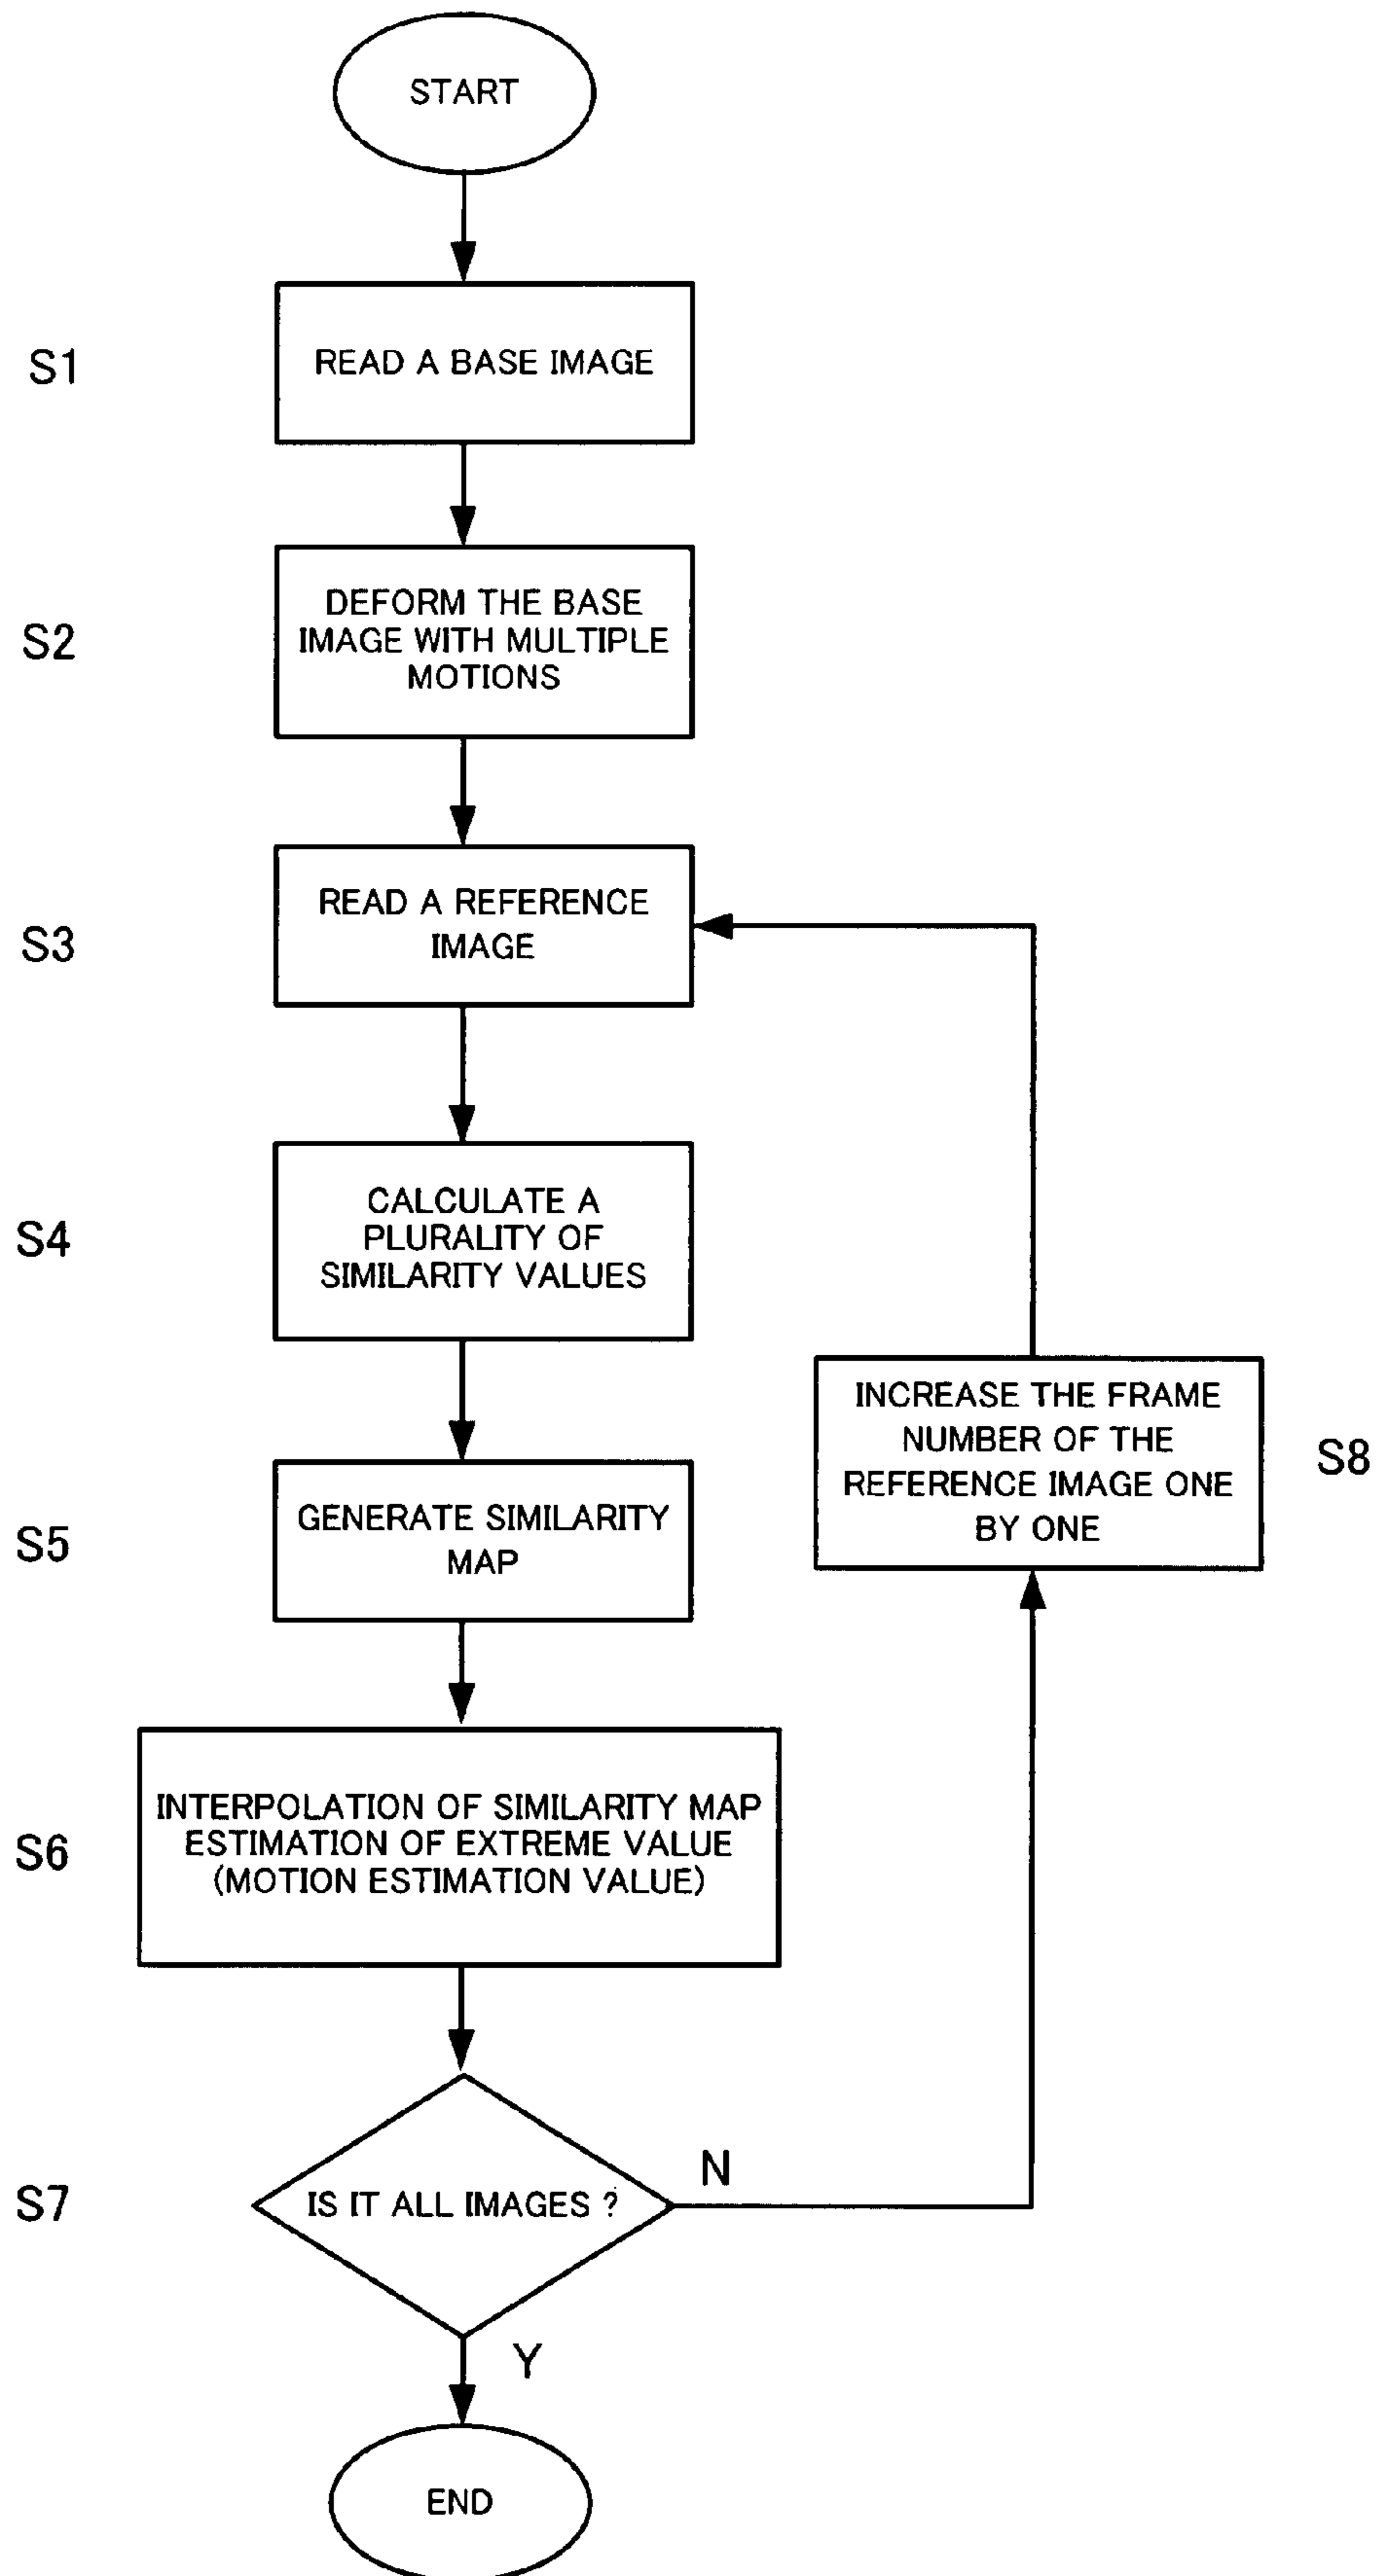 START
S1
READ A BASE IMAGE
S2
DEFORM THE BASE
IMAGE WITH MULTIPLE
MOTIONS
S3
READ A REFERENCE
IMAGE
S4
CALCULATE A
PLURALITY OF
SIMILARITY VALUES
S5
GENERATE SIMILARITY
MAP
S6
INTERPOLATION OF SIMILARITY MAP
ESTIMATION OF EXTREME VALUE
(MOTION ESTIMATION VALUE)
S7
IS IT ALL IMAGES ?
N
Y
INCREASE THE FRAME
NUMBER OF THE
REFERENCE IMAGE ONE
BY ONE
S8
END